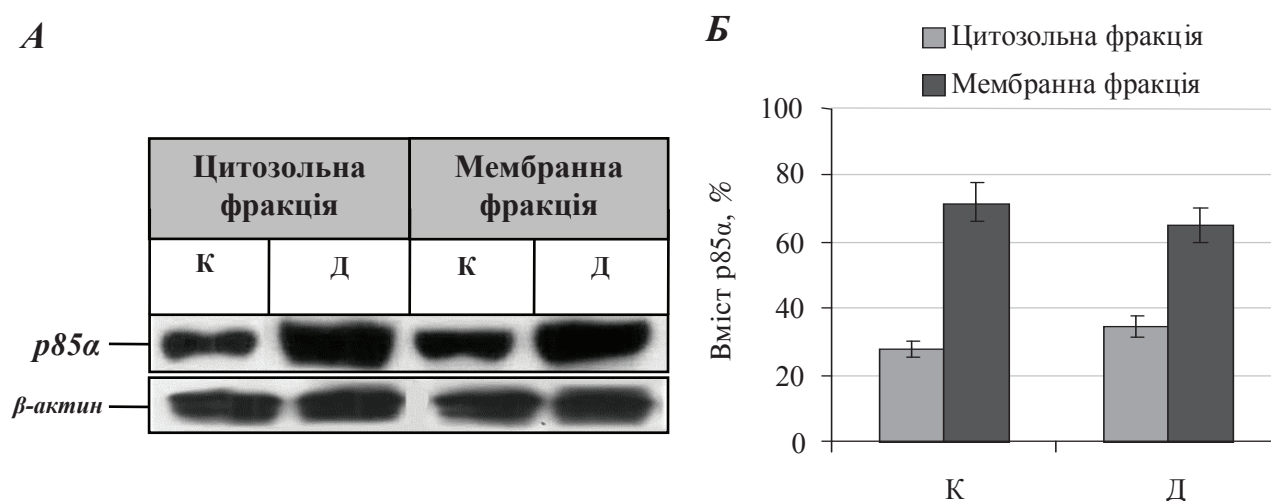 А
Цитозольна
фракція
Мембранна
фракція
К
Д
К
Д
p85α
β-актин
Б
Цитозольна фракція
Мембранна фракція
Вміст p85α, %
100
80
60
40
20
0
К
Д